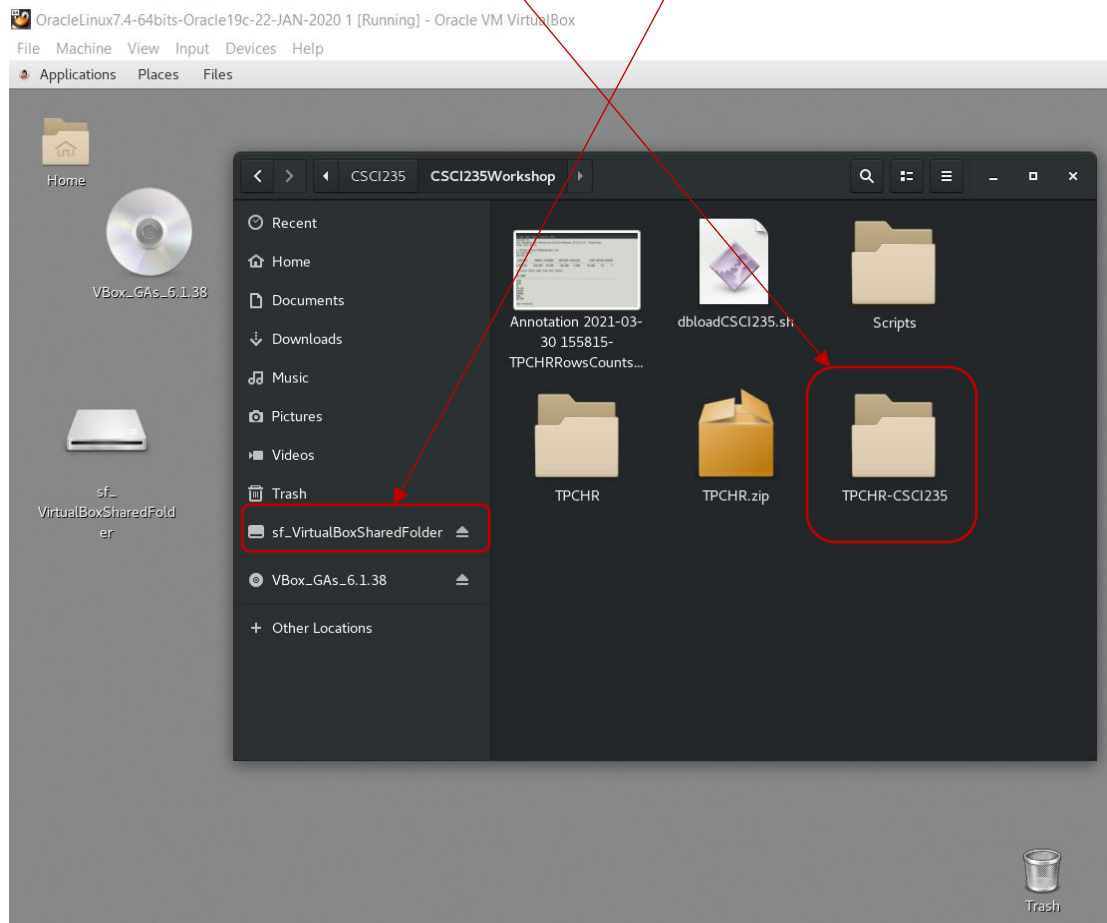 OracleLinux7.4-64bits-Oracle19c-22-JAN-2020 1 [Running] - Oracle VM VirtualBox
File Machine View Input Devices Help
Applications Places Files
Home
VBox_GAs_6.1.38
sf_
VirtualBoxSharedFold
er
CSCI235 CSCI235Workshop
Recent
Home
Documents
Downloads
Music
Pictures
Videos
Trash
sf_VirtualBoxSharedFolder
VBox_GAs_6.1.38
+ Other Locations
Annotation 2021-03-
30 155815-
TPCHRRowsCounts...
dbloadCSCI235.sh
Scripts
TPCHR
TPCHR.zip
TPCHR-CSCI235
Trash